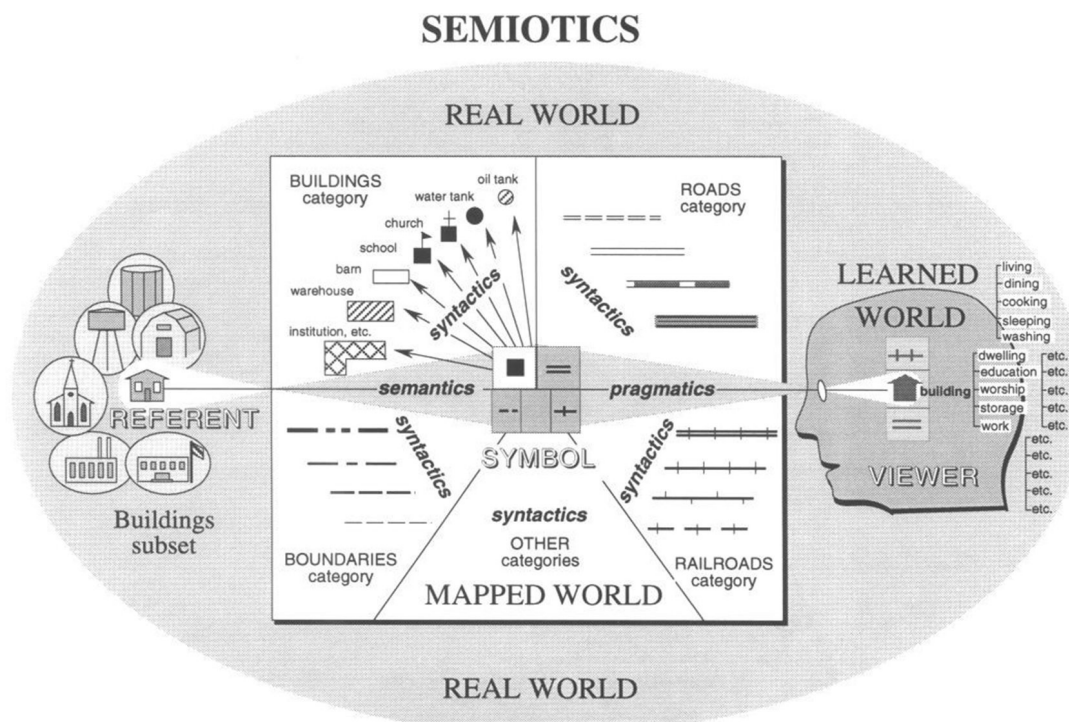 SEMIOTICS
REAL WORLD
BUILDINGS
category
oil tank
water tank
church
school
barn
warehouse
institution, etc.
syntactics
ROADS
category
syntactics
LEARNED
WORLD
living
dining
cooking
sleeping
washing
dwelling
education
worship
storage
work
building
etc.
etc.
etc.
etc.
etc.
etc.
etc.
etc.
etc.
etc.
VIEWER
semantics
pragmatics
REFERENT
Buildings
subset
SYMBOL
syntactics
BOUNDARIES
category
syntactics
OTHER
categories
syntactics
RAILROADS
category
MAPPED WORLD
REAL WORLD